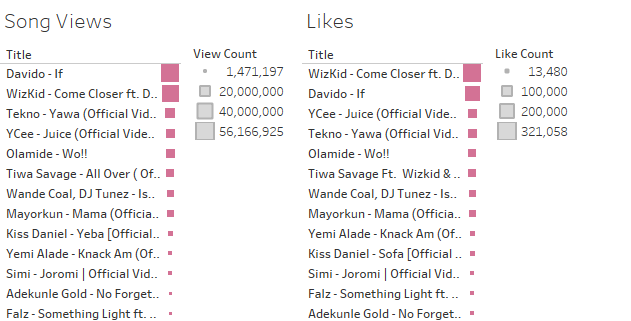 Song Views
Title
Davido - If
WizKid - Come Closer ft. D..
Tekno - Yawa (Official Vid..
YCee - Juice (Official Vide..
Olamide - Wo!!
Tiwa Savage - All Over ( Of..
Wande Coal, DJ Tunez - Is..
Mayorkun - Mama (Officia..
Kiss Daniel - Yeba [Official..
Yemi Alade - Knack Am (Of..
Simi - Joromi | Official Vid..
Adekunle Gold - No Forget..
Falz - Something Light ft. ..
View Count
1,471,197
20,000,000
40,000,000
56,166,925
Likes
Title
WizKid - Come Closer ft. D..
Davido - If
YCee - Juice (Official Vide..
Tekno - Yawa (Official Vid..
Olamide - Wo!!
Tiwa Savage Ft.  Wizkid & ..
Wande Coal, DJ Tunez - Is..
Mayorkun - Mama (Officia..
Yemi Alade - Knack Am (Of..
Kiss Daniel - Sofa [Official ..
Simi - Joromi | Official Vid..
Falz - Something Light ft. ..
Adekunle Gold - No Forget..
Like Count
13,480
100,000
200,000
321,058